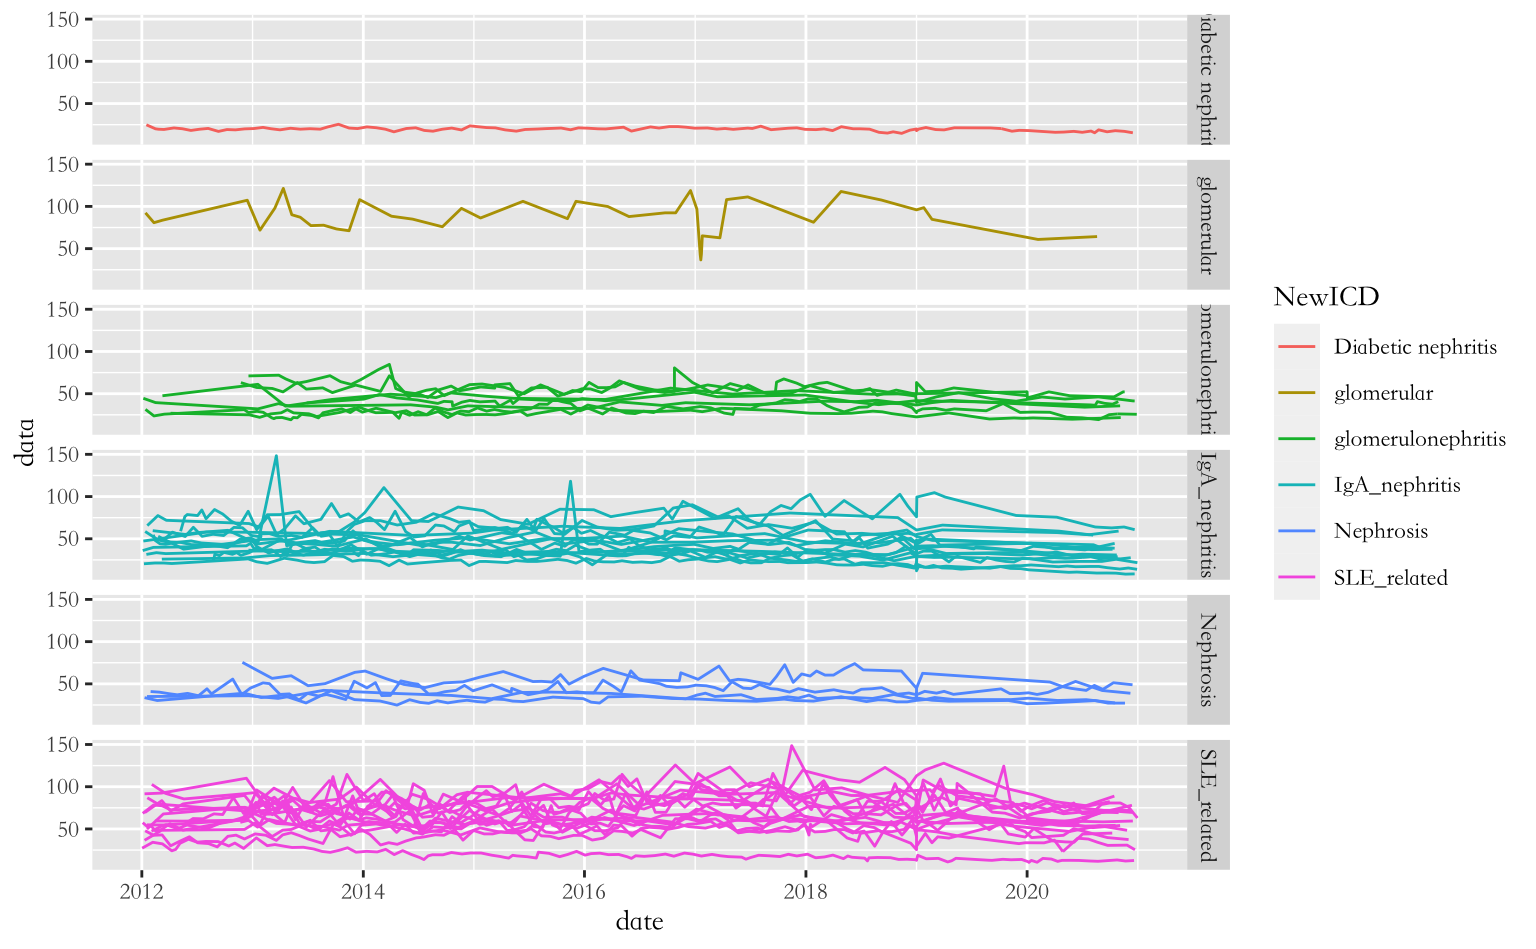 150
100
50
iabetic nephrit
150
100
50
glomerular
150
100
50
omerulonephri
150
100
50
IgA_nephritis
150
100
50
Nephrosis
150
100
50
SLE_related
data
2012
2014
2016
2018
2020
date
NewICD
Diabetic nephritis
glomerular
glomerulonephritis
IgA_nephritis
Nephrosis
SLE_related